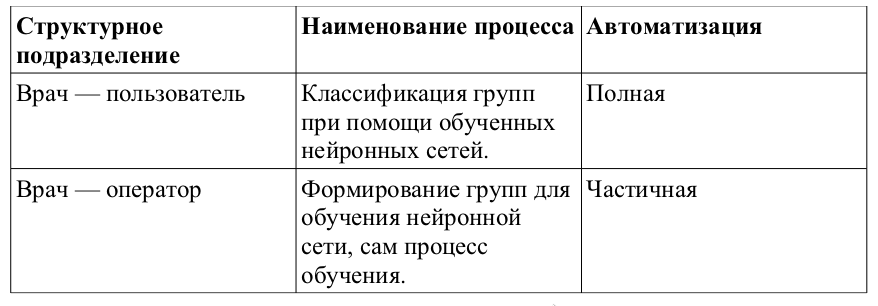 Структурное подразделение
Наименование процесса
Автоматизация
Врач — пользователь
Классификация групп
при помощи обученных
нейронных сетей.
Полная
Врач — оператор
Формирование групп для
обучения нейронной
сети, сам процесс
обучения.
Частичная